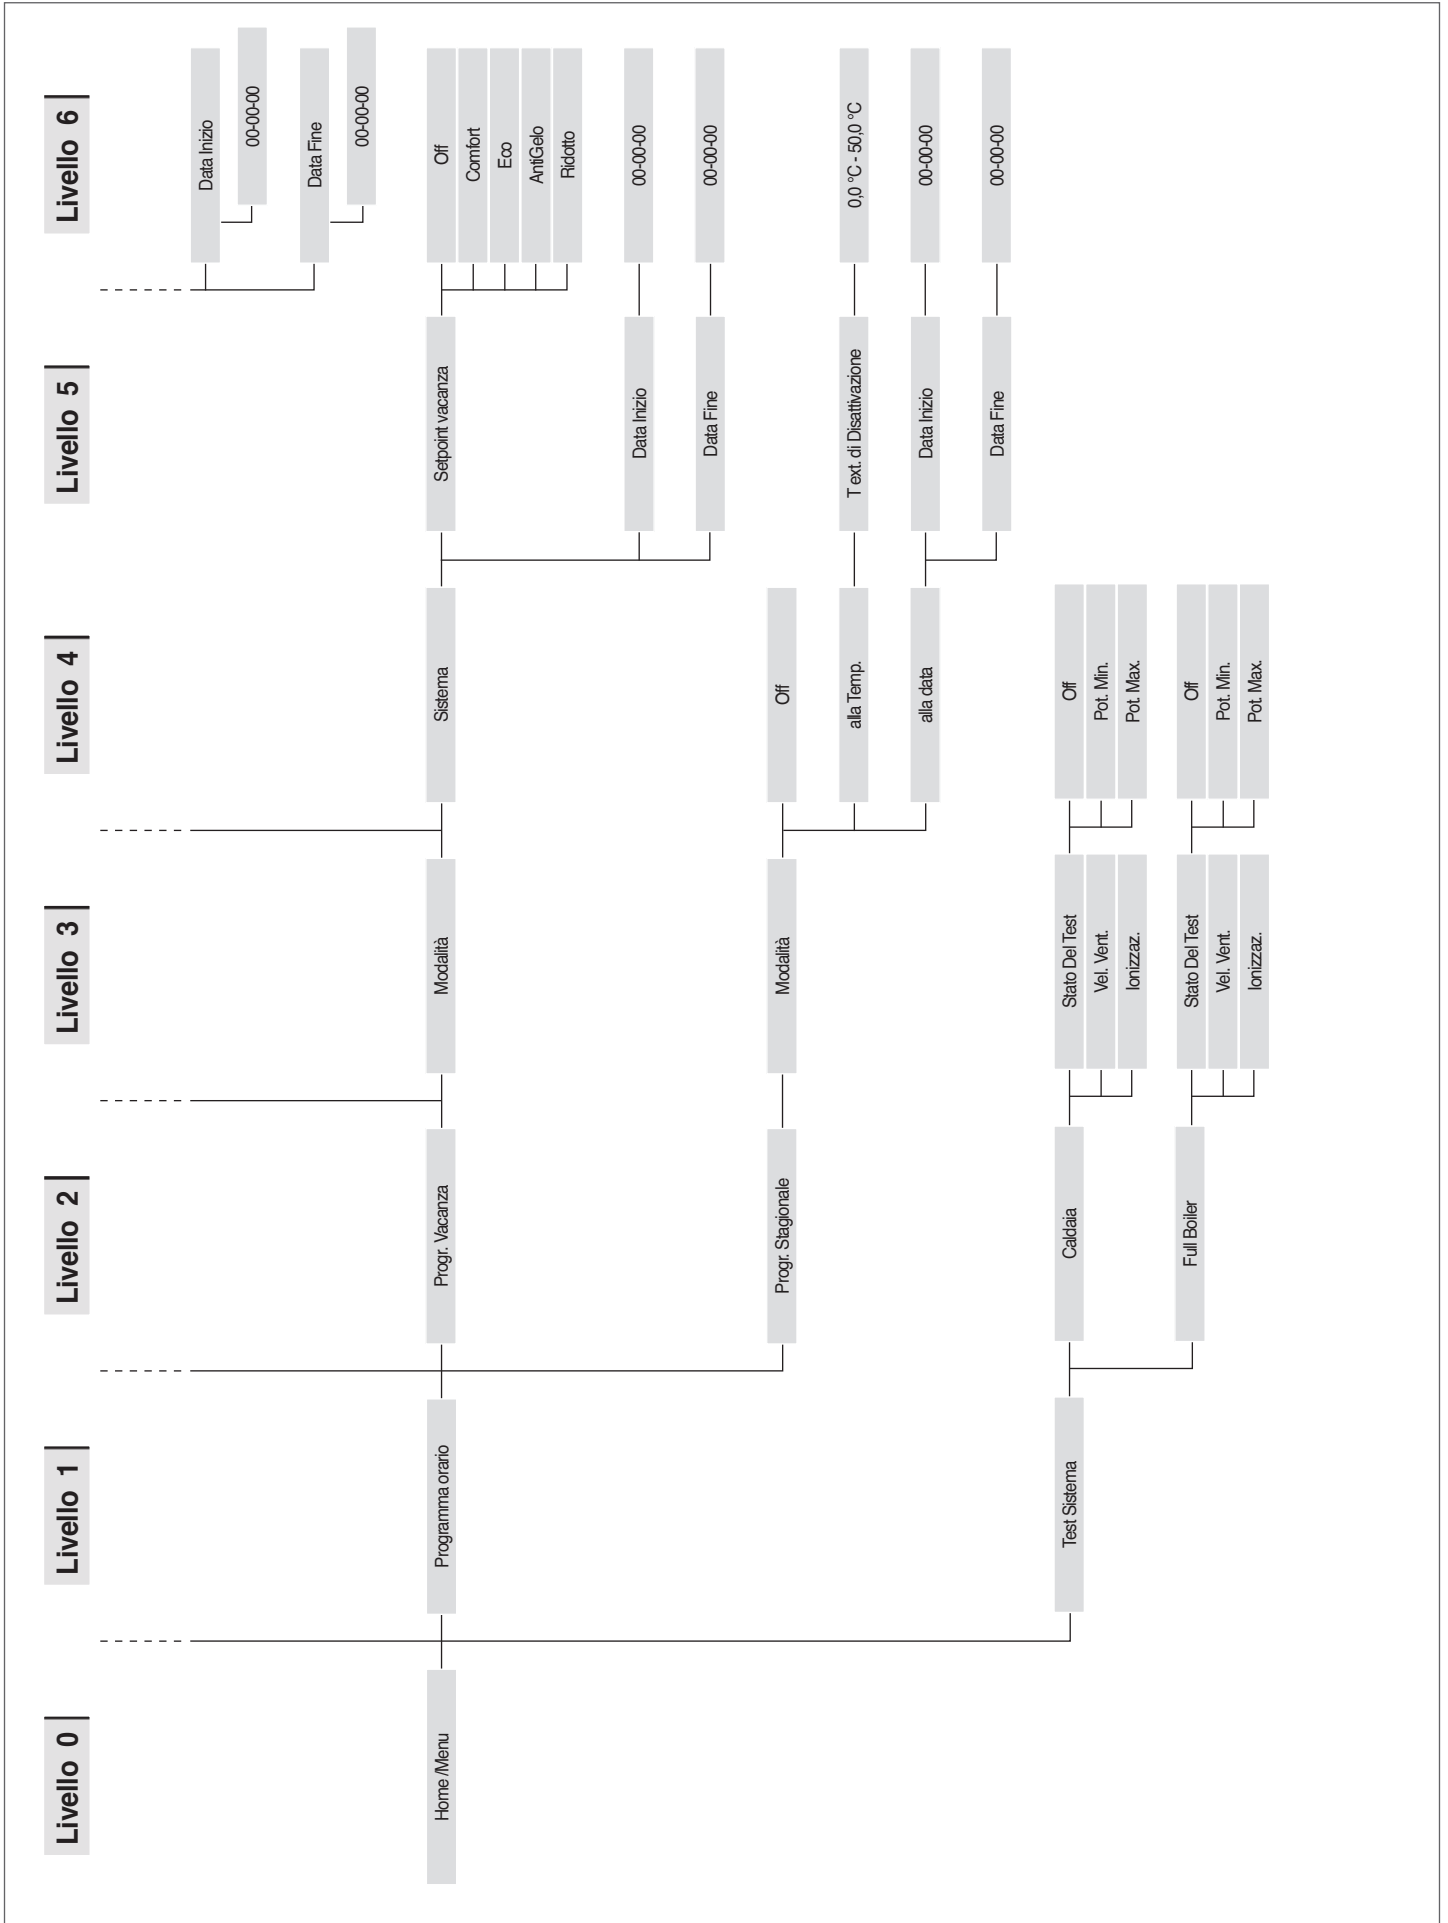 Livello 0
Livello 1
Livello 2
Livello 3
Livello 4
Livello 5
Livello 6
Data Inizio
00-00-00
Data Fine
00-00-00
Home /Menu
Programma orario
Progr. Vacanza
Modalità
Sistema
Setpoint vacanza
Off
Comfort
Eco
AntiGelo
Ridotto
Data Inizio
00-00-00
Data Fine
00-00-00
Progr. Stagionale
Modalità
Off
alla Temp.
T ext. di Disattivazione
0,0 °C - 50,0 °C
alla data
Data Inizio
00-00-00
Data Fine
00-00-00
Test Sistema
Caldaia
Stato Del Test
Off
Vel. Vent.
Pot. Min.
Ionizzaz.
Pot. Max.
Full Boiler
Stato Del Test
Off
Vel. Vent.
Pot. Min.
Ionizzaz.
Pot. Max.